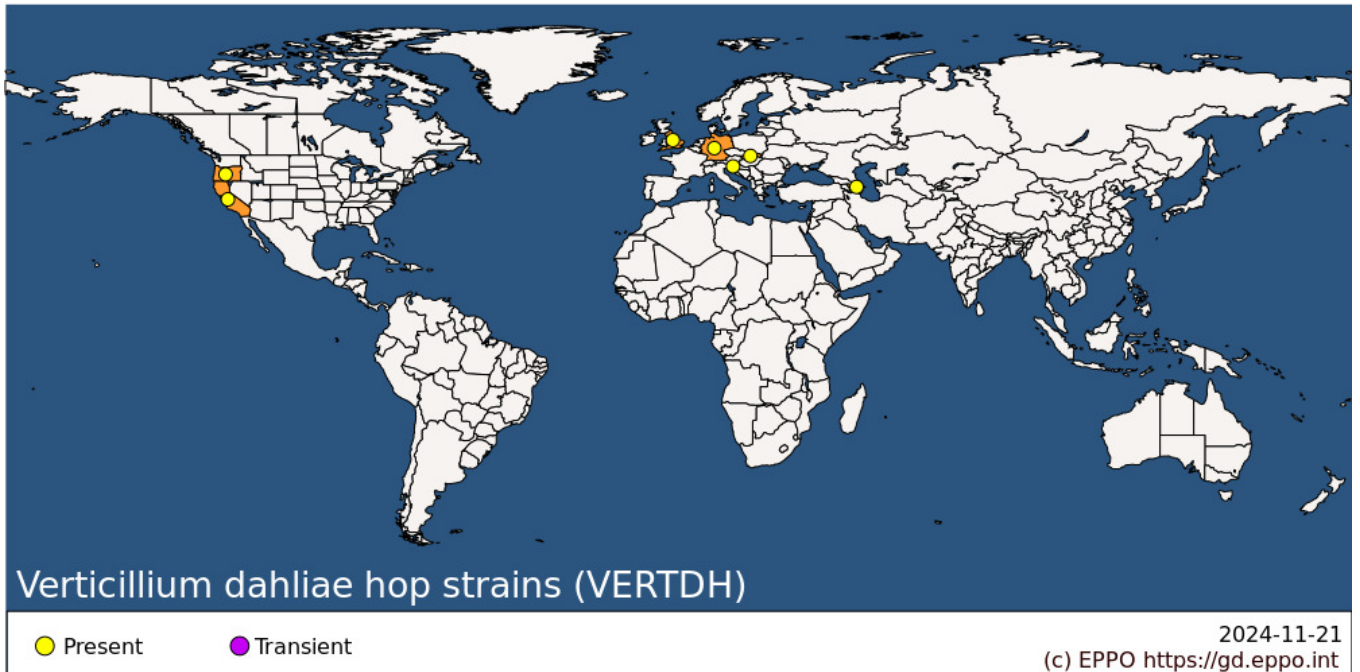 Verticillium dahliae hop strains (VERTDH)
Present
Transient
2024-11-21
(c) EPPO https://gd.eppo.int